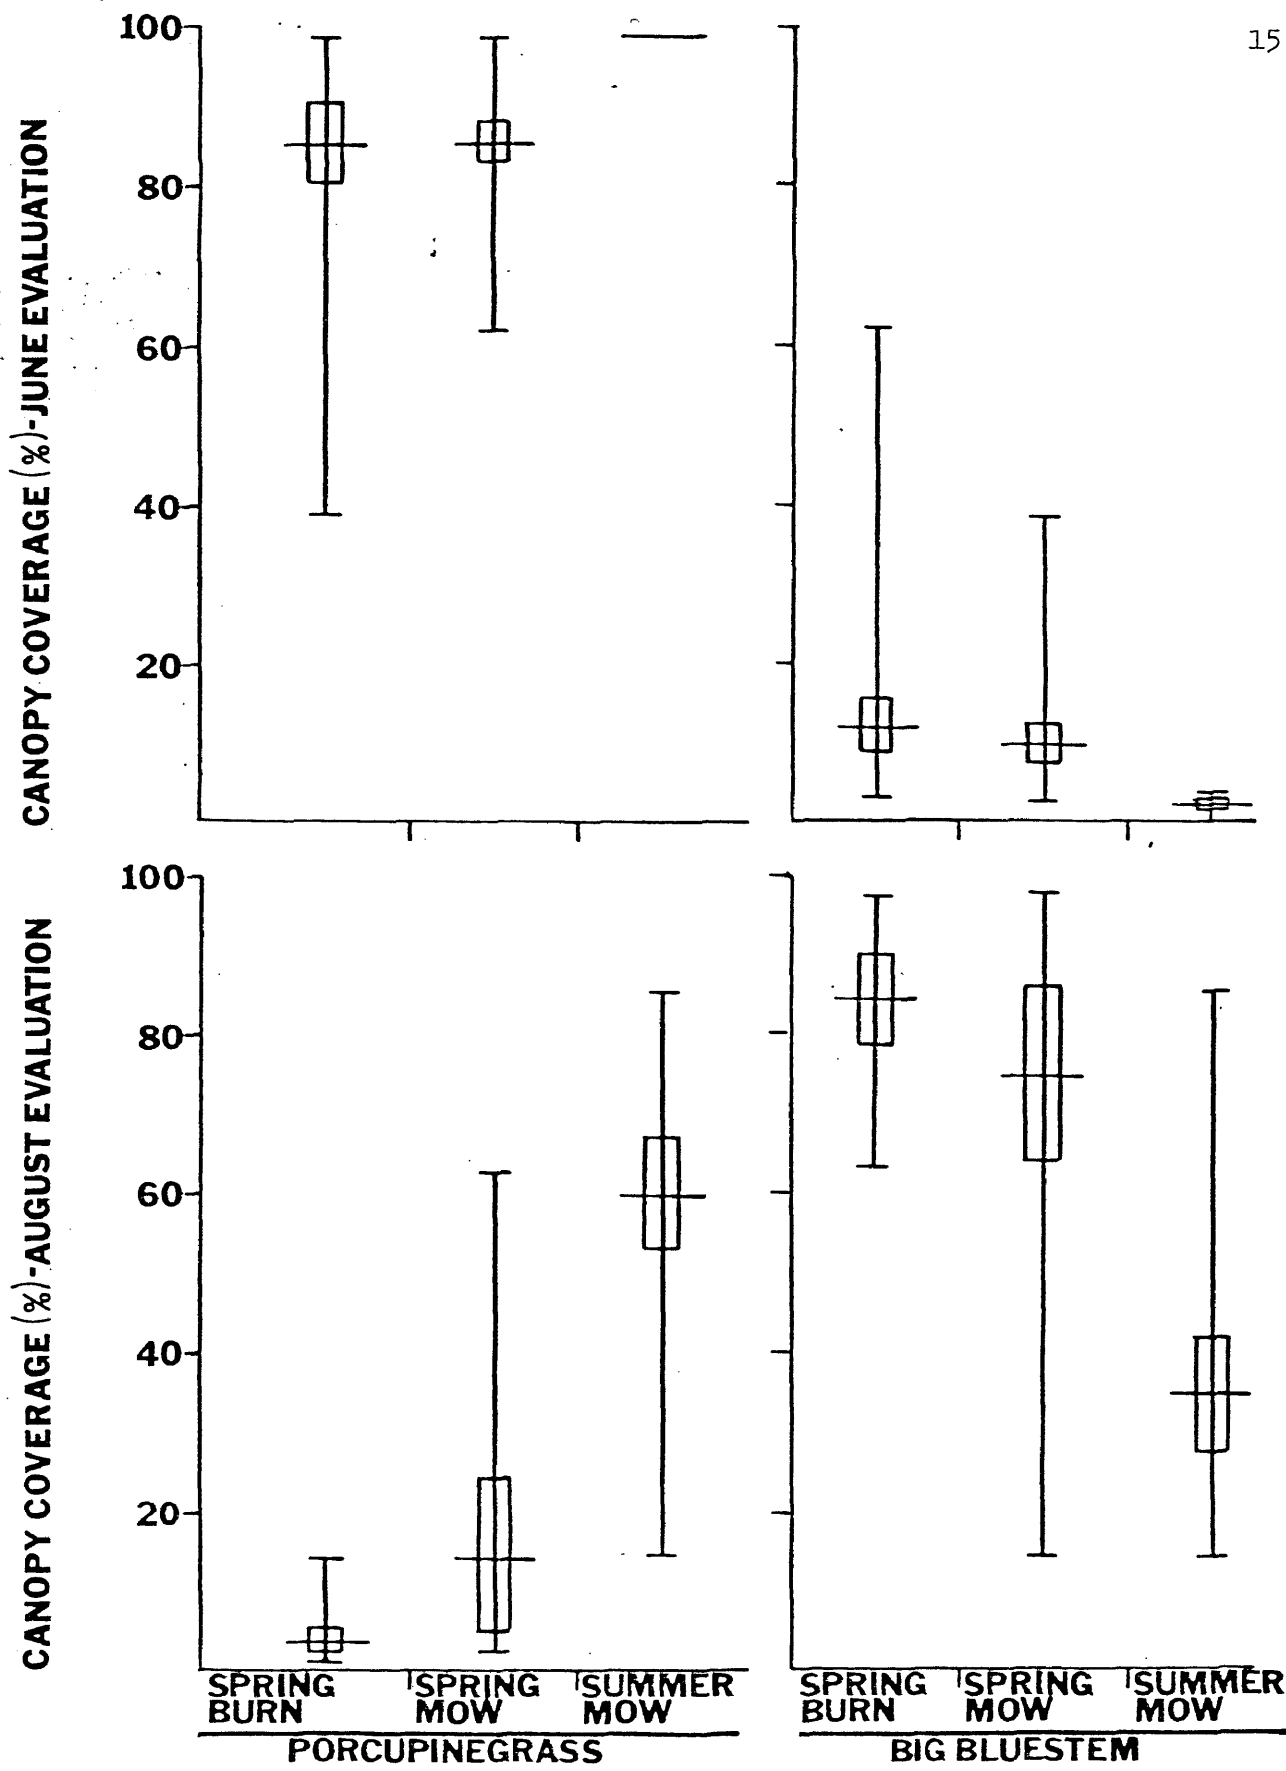 15
CANOPY COVERAGE (%)-JUNE EVALUATION
100
80
60
40
20
CANOPY COVERAGE (%)-AUGUST EVALUATION
100
80
60
40
20
SPRING BURN
SPRING MOW
SUMMER MOW
PORCUPINEGRASS
SPRING BURN
SPRING MOW
SUMMER MOW
BIG BLUESTEM